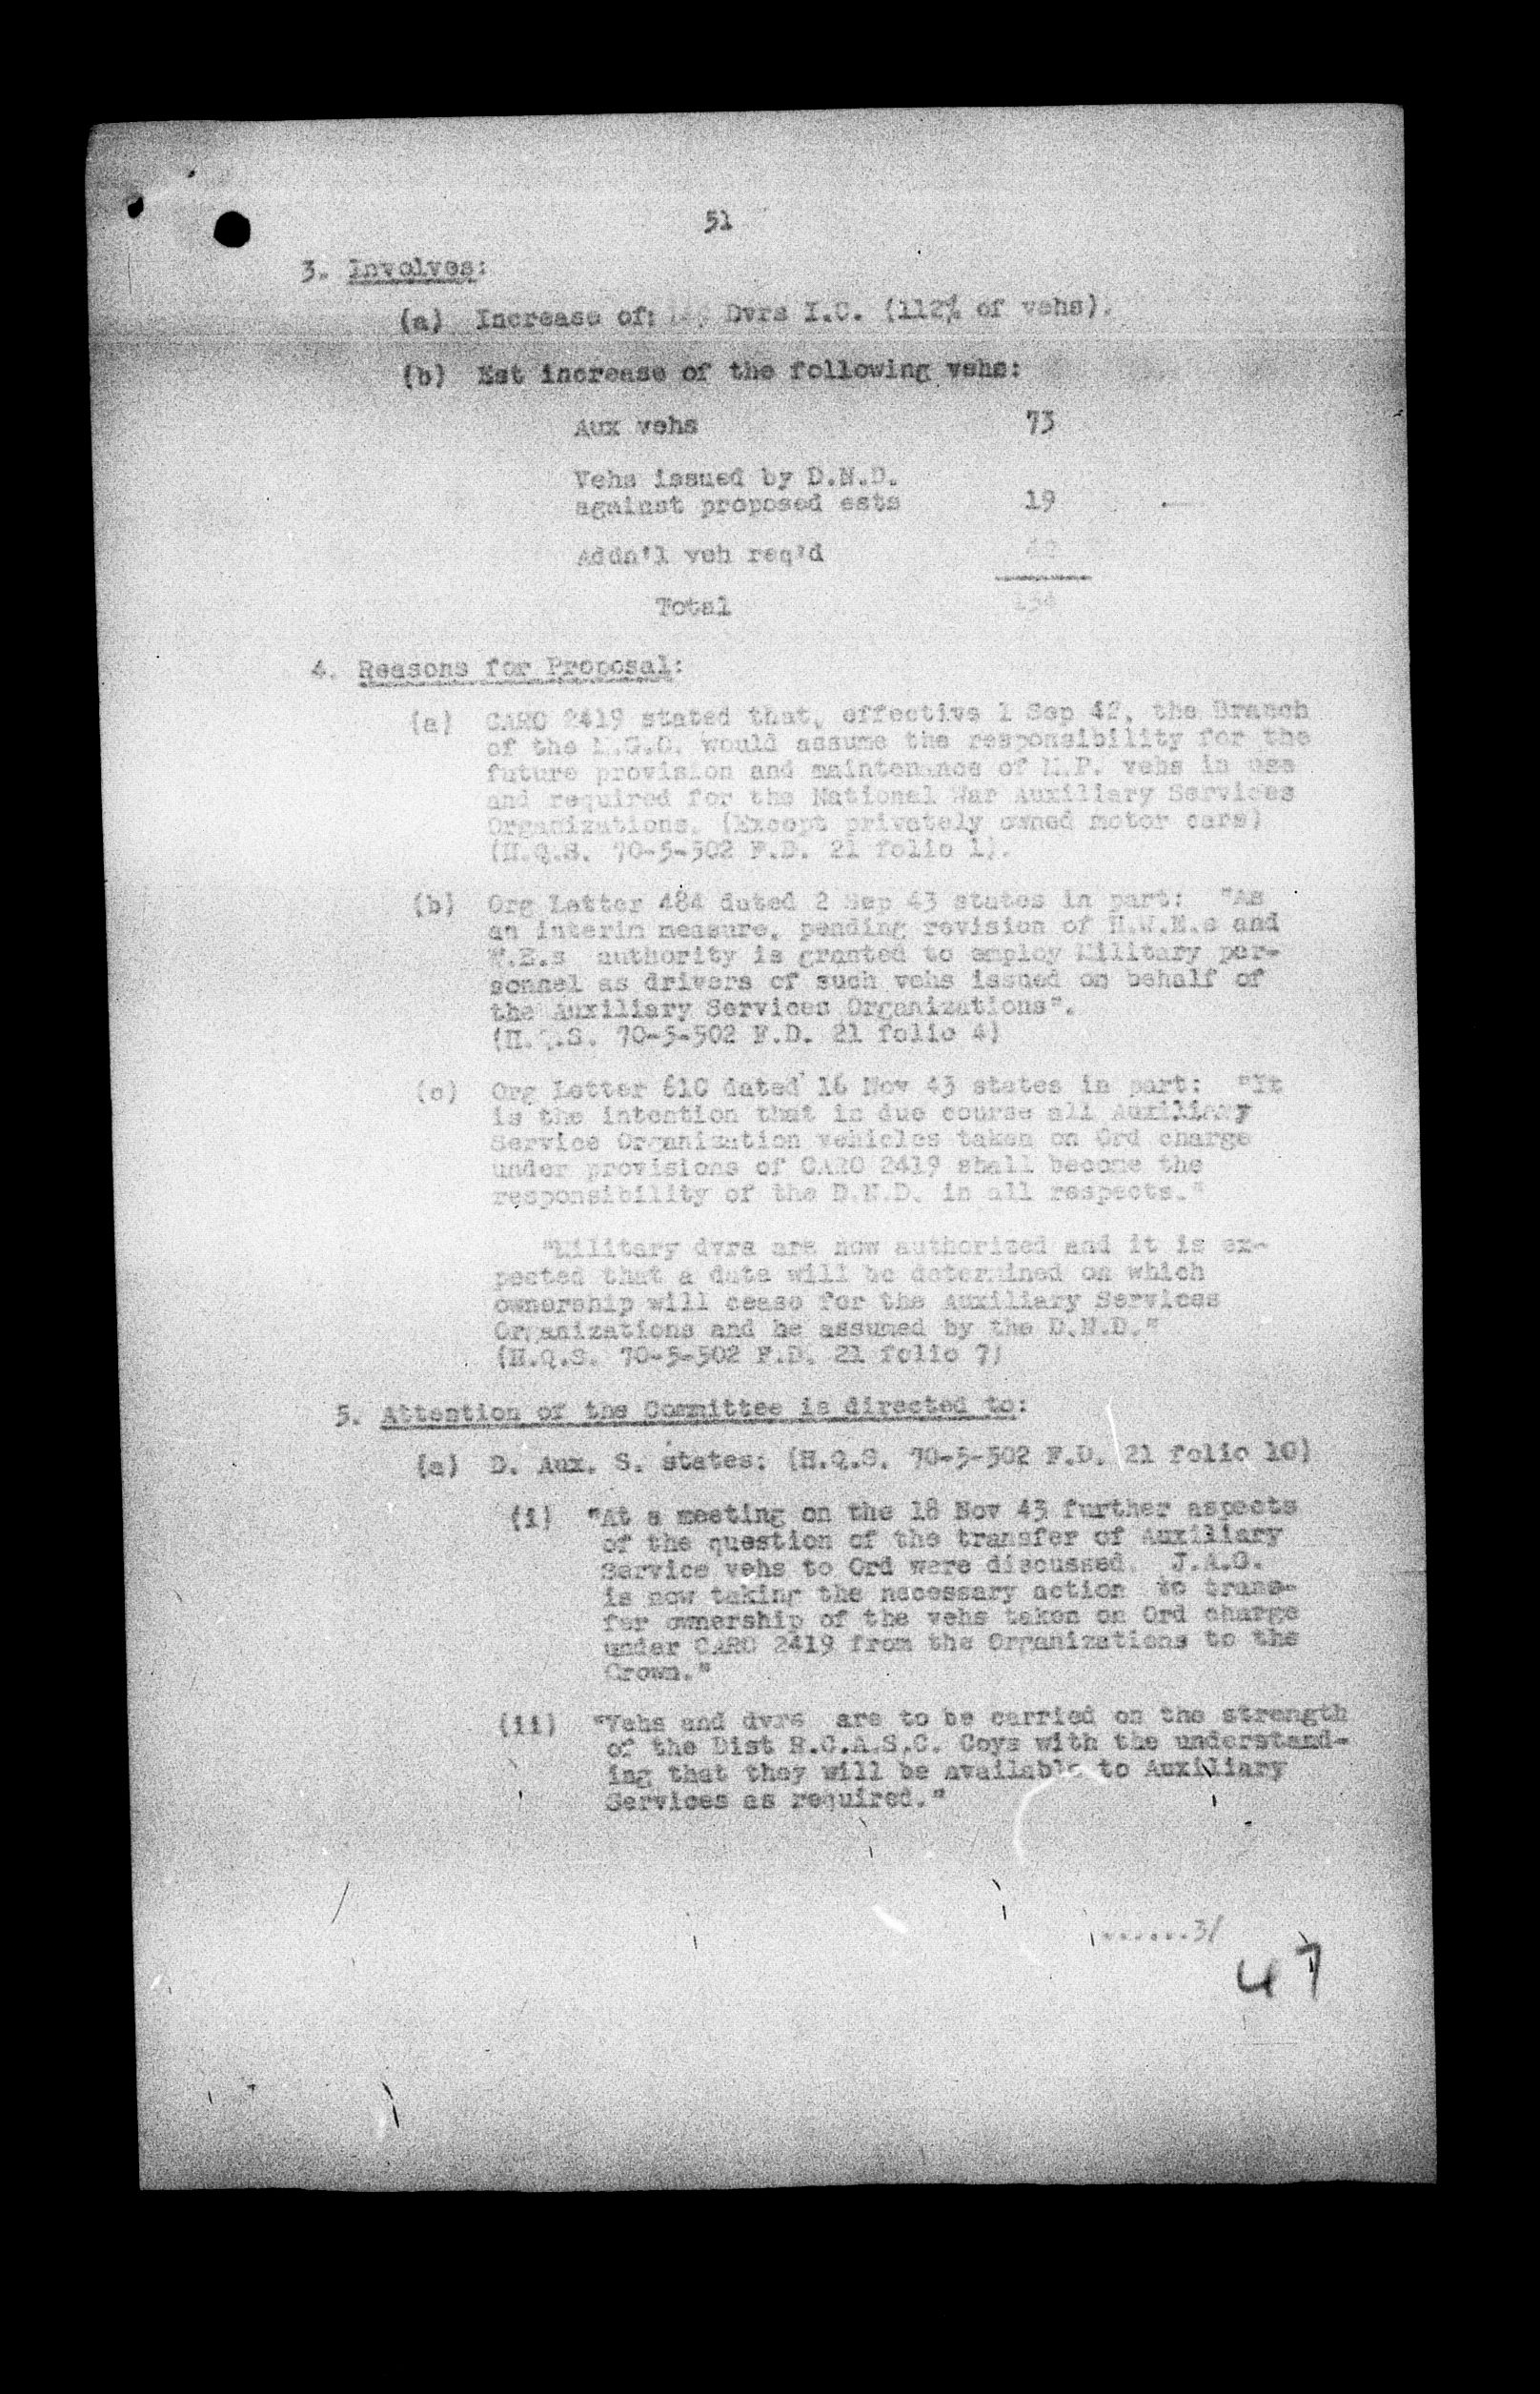 51
3. Involves:
(a) Increase of: Dvrs I.C. (112% of vehs).
(b) Est increase of the following vehs:
Aux vehs 73
Vehs issued by D.N.D.
against proposed ests 19
Addn'l veh req'd 42
Total 134
4. Reasons for Proposal:
(a) CARO 2419 stated that, effective 1 Sep 42, the Branch
of the M.G.O. would assume the responsibility for the
future provision and maintenance of M.P. vehs in use
and required for the National War Auxiliary Services
Organizations. (Except privately owned motor cars)
(H.Q.S. 70-5-502 F.D. 21 folio 1).
(b) Org Letter 484 dated 2 Sep 43 states in part: "As
an interim measure, pending revision of H.W.E.s and
W.E.s authority is granted to employ Military per-
sonnel as drivers of such vehs issued on behalf of
the Auxiliary Services Organizations".
(H.Q.S. 70-5-502 F.D. 21 folio 4)
(c) Org Letter 610 dated 16 Nov 43 states in part: "It
is the intention that in due course all Auxiliary
Service Organization vehicles taken on Ord charge
under provisions of CARO 2419 shall become the
responsibility of the D.N.D. in all respects."
"Military dvrs are now authorized and it is ex-
pected that a date will be determined on which
ownership will cease for the Auxiliary Services
Organizations and be assumed by the D.N.D."
(H.Q.S. 70-5-502 F.D. 21 folio 7)
5. Attention of the Committee is directed to:
(a) D. Aux. S. states: (H.Q.S. 70-5-502 F.D. 21 folio 10)
(i) "At a meeting on the 18 Nov 43 further aspects
of the question of the transfer of Auxiliary
Service vehs to Ord were discussed. J.A.G.
is now taking the necessary action to trans-
fer ownership of the vehs taken on Ord charge
under CARO 2419 from the Organizations to the
Crown."
(ii) "Vehs and dvrs are to be carried on the strength
of the Dist R.C.A.S.C. Coys with the understand-
ing that they will be available to Auxiliary
Services as required."
......3/
47